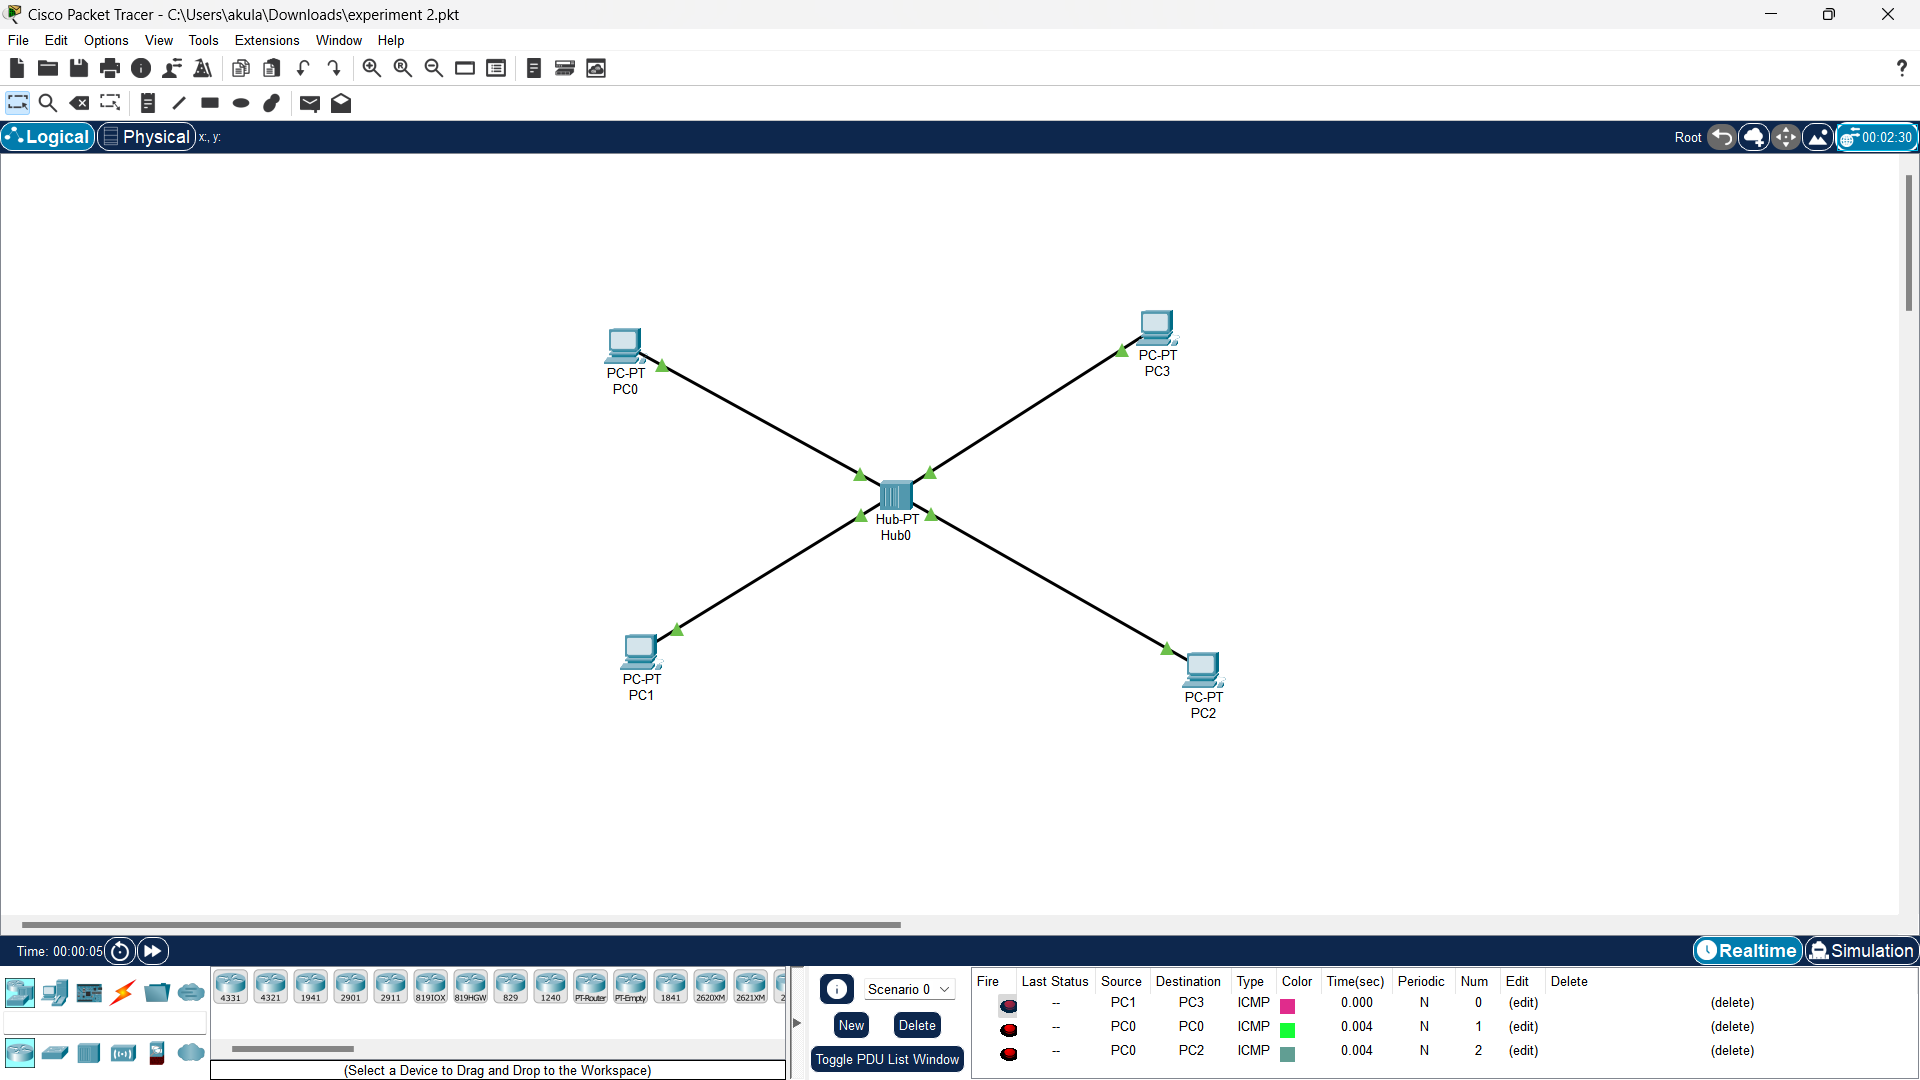 Cisco Packet Tracer - C:\Users\akula\Downloads\experiment 2.pkt
File Edit Options View Tools Extensions Window Help
Logical Physical x:, y: Root 00:02:30
PC-PT
PC3
PC-PT
PC0
Hub-PT
Hub0
PC-PT
PC1
PC-PT
PC2
Time: 00:00:05 Realtime Simulation
4331 4321 1941 2901 2911 819IOX 819HGW 829 1240 PT-Router PT-Empty 1841 2620XM 2621XM 2
(Select a Device to Drag and Drop to the Workspace)
Scenario 0
New Delete
Toggle PDU List Window
Fire Last Status Source Destination Type Color Time(sec) Periodic Num Edit Delete
-- PC1 PC3 ICMP 0.000 N 0 (edit) (delete)
-- PC0 PC0 ICMP 0.004 N 1 (edit) (delete)
-- PC0 PC2 ICMP 0.004 N 2 (edit) (delete)